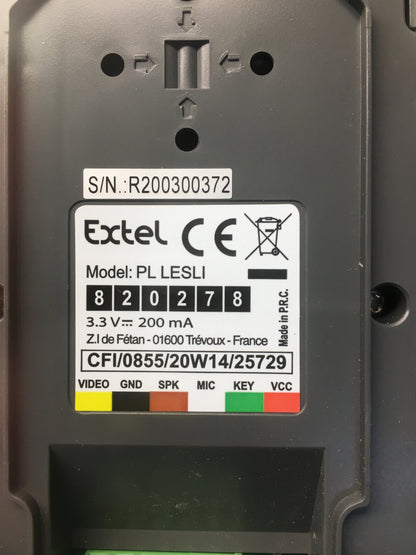 S/N.:R200300372
Extel CE
Model: PL LESLI
820278
3.3 V⎓ 200 mA
Z.I de Fétan - 01600 Trévoux - France
Made in P.R.C.
CFI/0855/20W14/25729
VIDEO GND SPK MIC KEY VCC